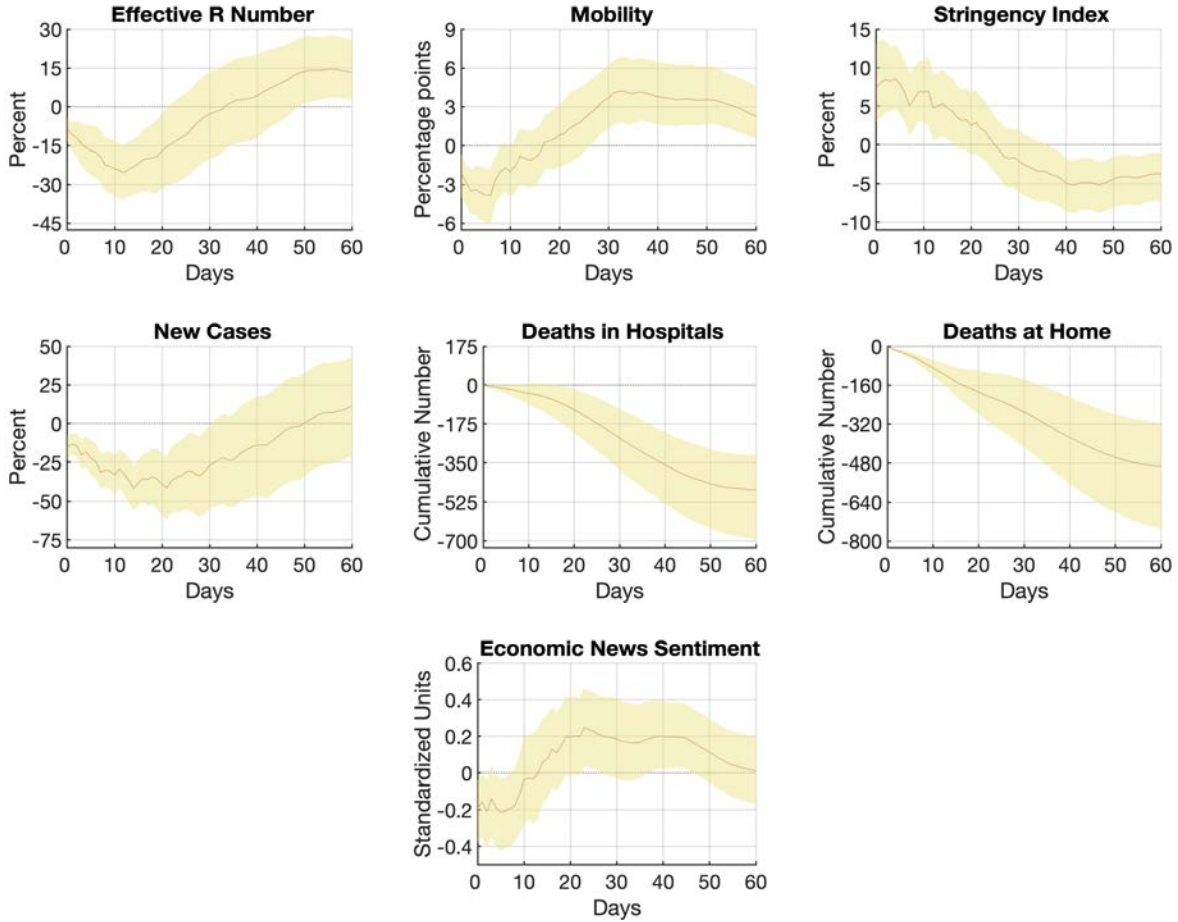 Effective R Number
30
15
0
-15
-30
-45
Percent
0 10 20 30 40 50 60
Days
Mobility
9
6
3
0
-3
-6
Percentage points
0 10 20 30 40 50 60
Days
Stringency Index
15
10
5
0
-5
-10
Percent
0 10 20 30 40 50 60
Days
New Cases
50
25
0
-25
-50
-75
Percent
0 10 20 30 40 50 60
Days
Deaths in Hospitals
175
0
-175
-350
-525
-700
Cumulative Number
0 10 20 30 40 50 60
Days
Deaths at Home
0
-160
-320
-480
-640
-800
Cumulative Number
0 10 20 30 40 50 60
Days
Economic News Sentiment
0.6
0.4
0.2
0
-0.2
-0.4
Standardized Units
0 10 20 30 40 50 60
Days